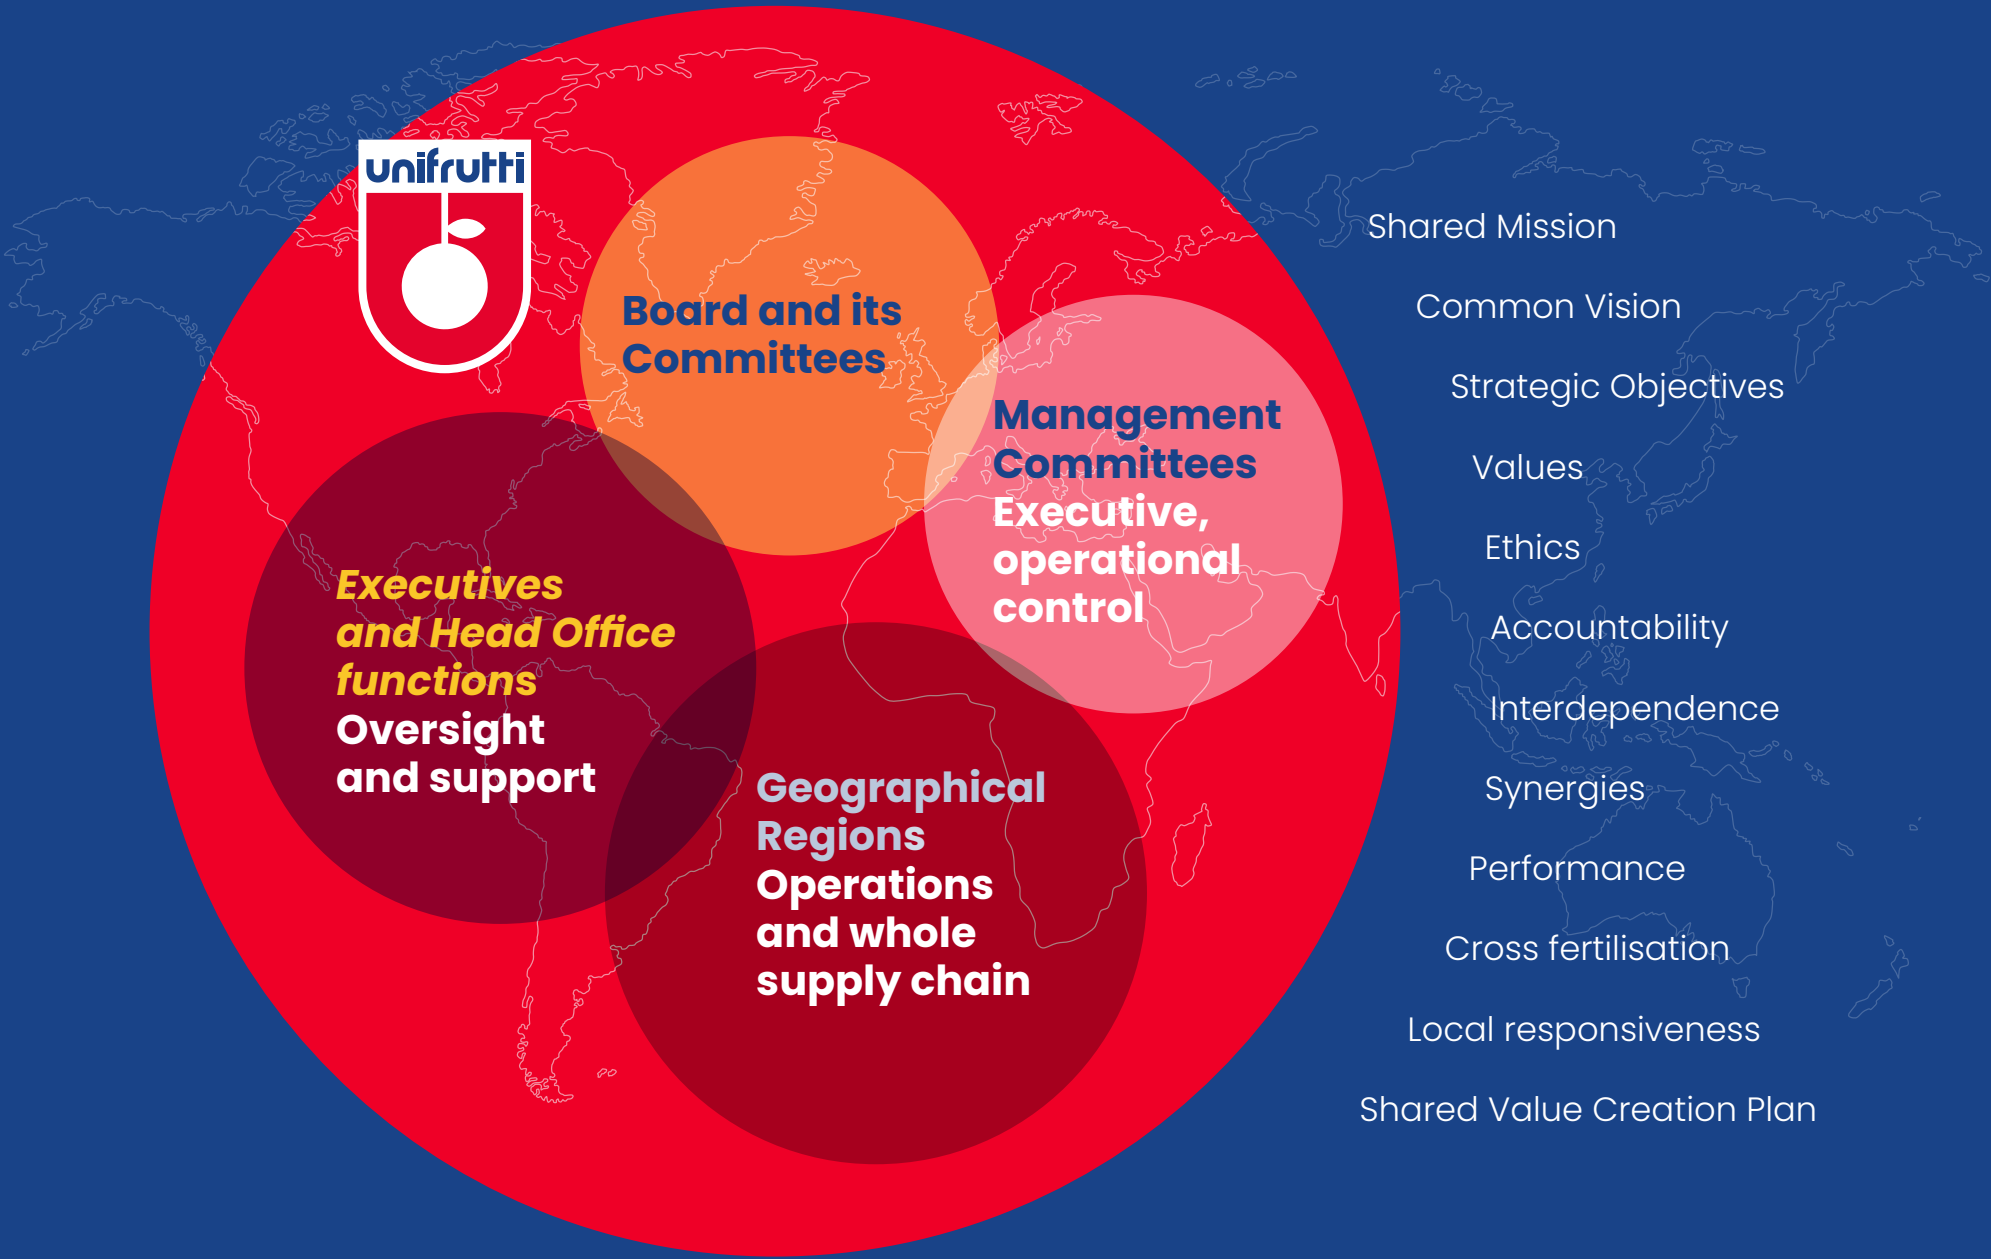 unifrutti
Board and its
Committees
Management
Committees
Executive,
operational
control
Executives
and Head Office
functions
Oversight
and support
Geographical
Regions
Operations
and whole
supply chain
Shared Mission
Common Vision
Strategic Objectives
Values
Ethics
Accountability
Interdependence
Synergies
Performance
Cross fertilisation
Local responsiveness
Shared Value Creation Plan